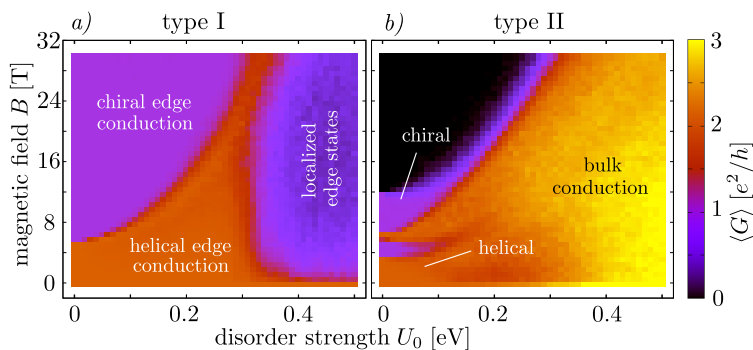 a) type I
b) type II
magnetic field B [T]
32
24
16
8
0
chiral edge
conduction
helical edge
conduction
localized
edge states
chiral
helical
bulk
conduction
0 0.2 0.4
0 0.2 0.4
disorder strength U₀ [eV]
3
2
1
0
⟨G⟩ [e²/h]